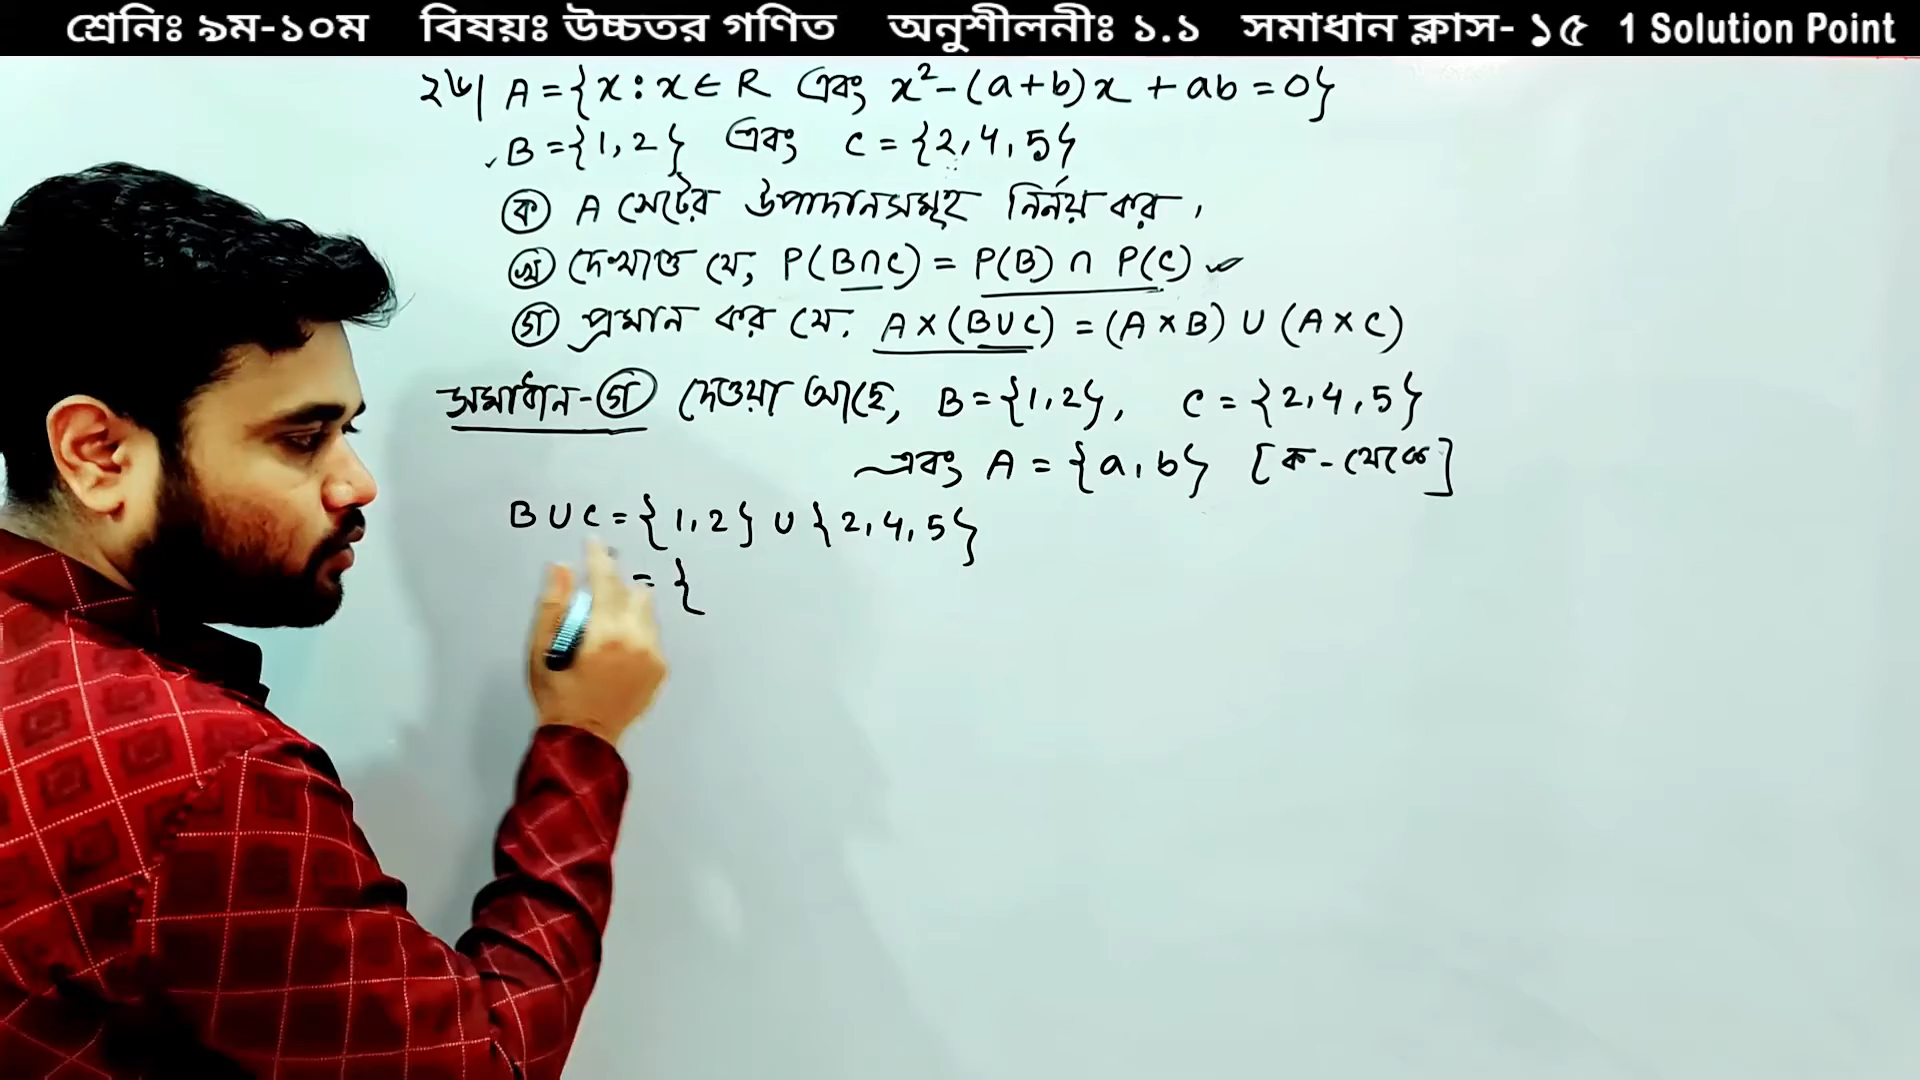 শ্রেনিঃ ৯ম-১০ম বিষয়ঃ উচ্চতর গণিত অনুশীলনীঃ ১.১ সমাধান ক্লাস- ১৫ 1 Solution Point
২৬| A = {x : x ∈ R এবং x² - (a+b)x + ab = 0}
B = {1, 2} এবং C = {2, 4, 5}
ক A সেটের উপাদানসমূহ নির্নয় কর,
খ দেখাও যে, P(B∩C) = P(B) ∩ P(C)
গ প্রমান কর যে. A × (B∪C) = (A × B) ∪ (A × C)
সমাধান-গ দেওয়া আছে, B = {1, 2}, C = {2, 4, 5}
এবং A = {a, b} [ক - থেকে]
B ∪ C = {1, 2} ∪ {2, 4, 5}
= {